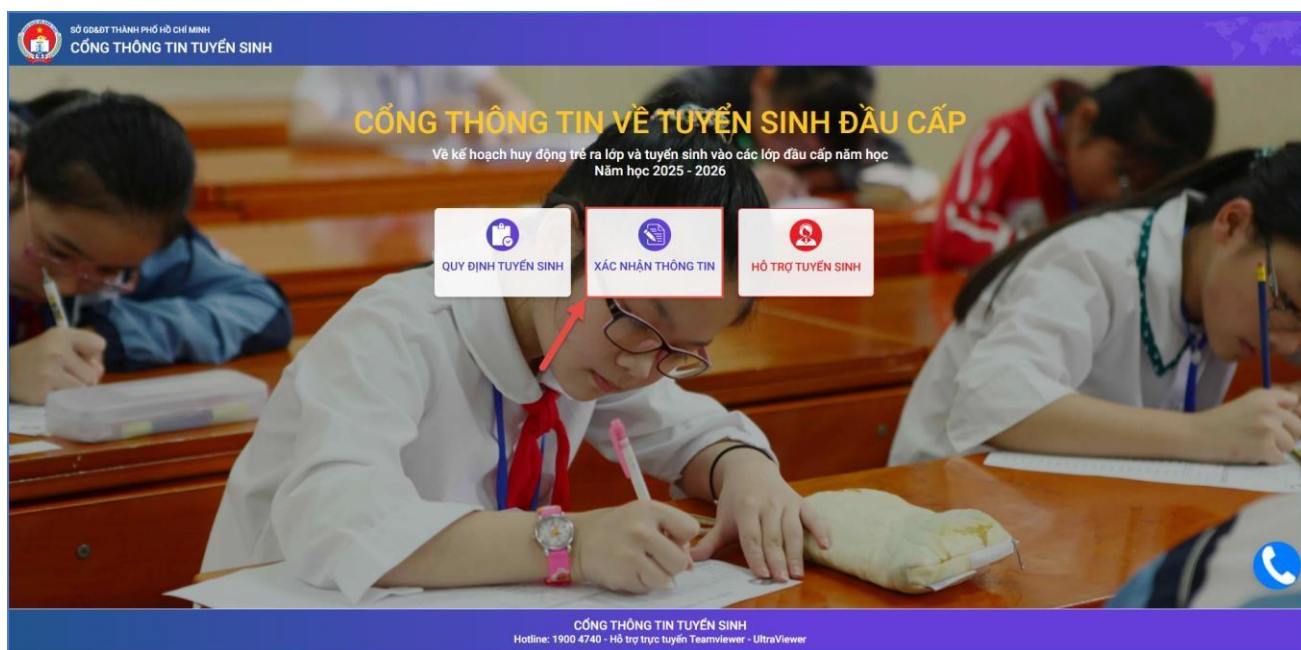 SỞ GD&ĐT THÀNH PHỐ HỒ CHÍ MINH
CỔNG THÔNG TIN TUYỂN SINH
CỔNG THÔNG TIN VỀ TUYỂN SINH ĐẦU CẤP
Về kế hoạch huy động trẻ ra lớp và tuyển sinh vào các lớp đầu cấp năm học
Năm học 2025 - 2026
QUY ĐỊNH TUYỂN SINH
XÁC NHẬN THÔNG TIN
HỖ TRỢ TUYỂN SINH
CỔNG THÔNG TIN TUYỂN SINH
Hotline: 1900 4740 - Hỗ trợ trực tuyến Teamviewer - UltraViewer